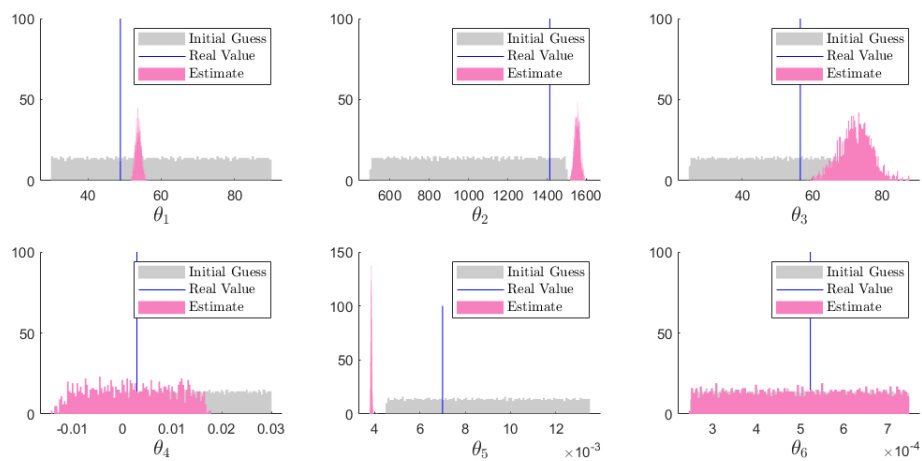 100
50
0
40 60 80
θ₁
Initial Guess
Real Value
Estimate
100
50
0
600 800 1000 1200 1400 1600
θ₂
Initial Guess
Real Value
Estimate
100
50
0
40 60 80
θ₃
Initial Guess
Real Value
Estimate
100
50
0
-0.01 0 0.01 0.02 0.03
θ₄
Initial Guess
Real Value
Estimate
150
100
50
0
4 6 8 10 12
×10⁻³
θ₅
Initial Guess
Real Value
Estimate
100
50
0
3 4 5 6 7
×10⁻⁴
θ₆
Initial Guess
Real Value
Estimate